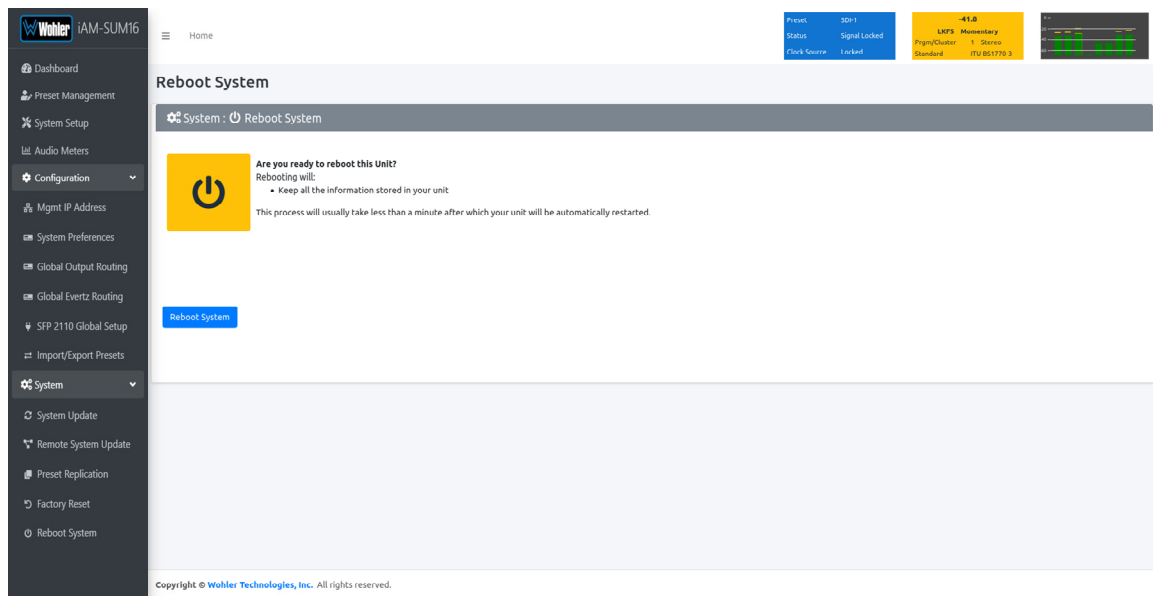 Wohler iAM-SUM16
Dashboard
Preset Management
System Setup
Audio Meters
Configuration
Mgmt IP Address
System Preferences
Global Output Routing
Global Evertz Routing
SFP 2110 Global Setup
Import/Export Presets
System
System Update
Remote System Update
Preset Replication
Factory Reset
Reboot System
Home
Preset SDI-1
Status Signal Locked
Clock Source Locked
-41.0
LKFS Momentary
Prgm/Cluster 1 Stereo
Standard ITU BS1770 3
Reboot System
System : Reboot System
Are you ready to reboot this Unit?
Rebooting will:
• Keep all the information stored in your unit
This process will usually take less than a minute after which your unit will be automatically restarted.
Reboot System
Copyright © Wohler Technologies, Inc. All rights reserved.